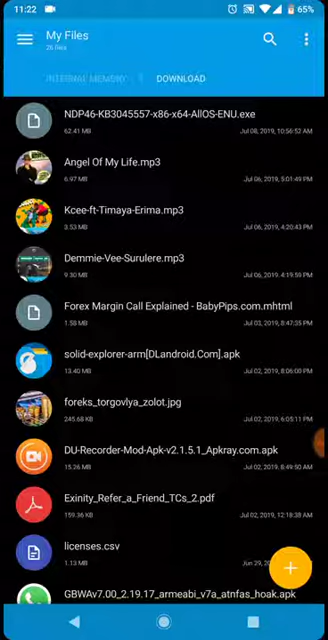 11:22
65%
My Files
26 files
INTERNAL MEMORY
DOWNLOAD
NDP46-KB3045557-x86-x64-AllOS-ENU.exe
62.41 MB
Jul 08, 2019, 10:56:52 AM
Angel Of My Life.mp3
6.97 MB
Jul 06, 2019, 5:01:49 PM
Kcee-ft-Timaya-Erima.mp3
3.53 MB
Jul 06, 2019, 4:20:43 PM
Demmie-Vee-Surulere.mp3
9.30 MB
Jul 06, 2019, 4:19:59 PM
Forex Margin Call Explained - BabyPips.com.mhtml
1.58 MB
Jul 03, 2019, 8:47:35 PM
solid-explorer-arm[DLandroid.Com].apk
13.40 MB
Jul 02, 2019, 8:06:00 PM
foreks_torgovlya_zolot.jpg
245.68 KB
Jul 02, 2019, 6:05:11 PM
DU-Recorder-Mod-Apk-v2.1.5.1_Apkray.com.apk
15.26 MB
Jul 02, 2019, 8:49:50 AM
Exinity_Refer_a_Friend_TCs_2.pdf
159.36 KB
Jul 02, 2019, 12:18:38 AM
licenses.csv
1.13 MB
Jun 29, 20
GBWAv7.00_2.19.17_armeabi_v7a_atnfas_hoak.apk